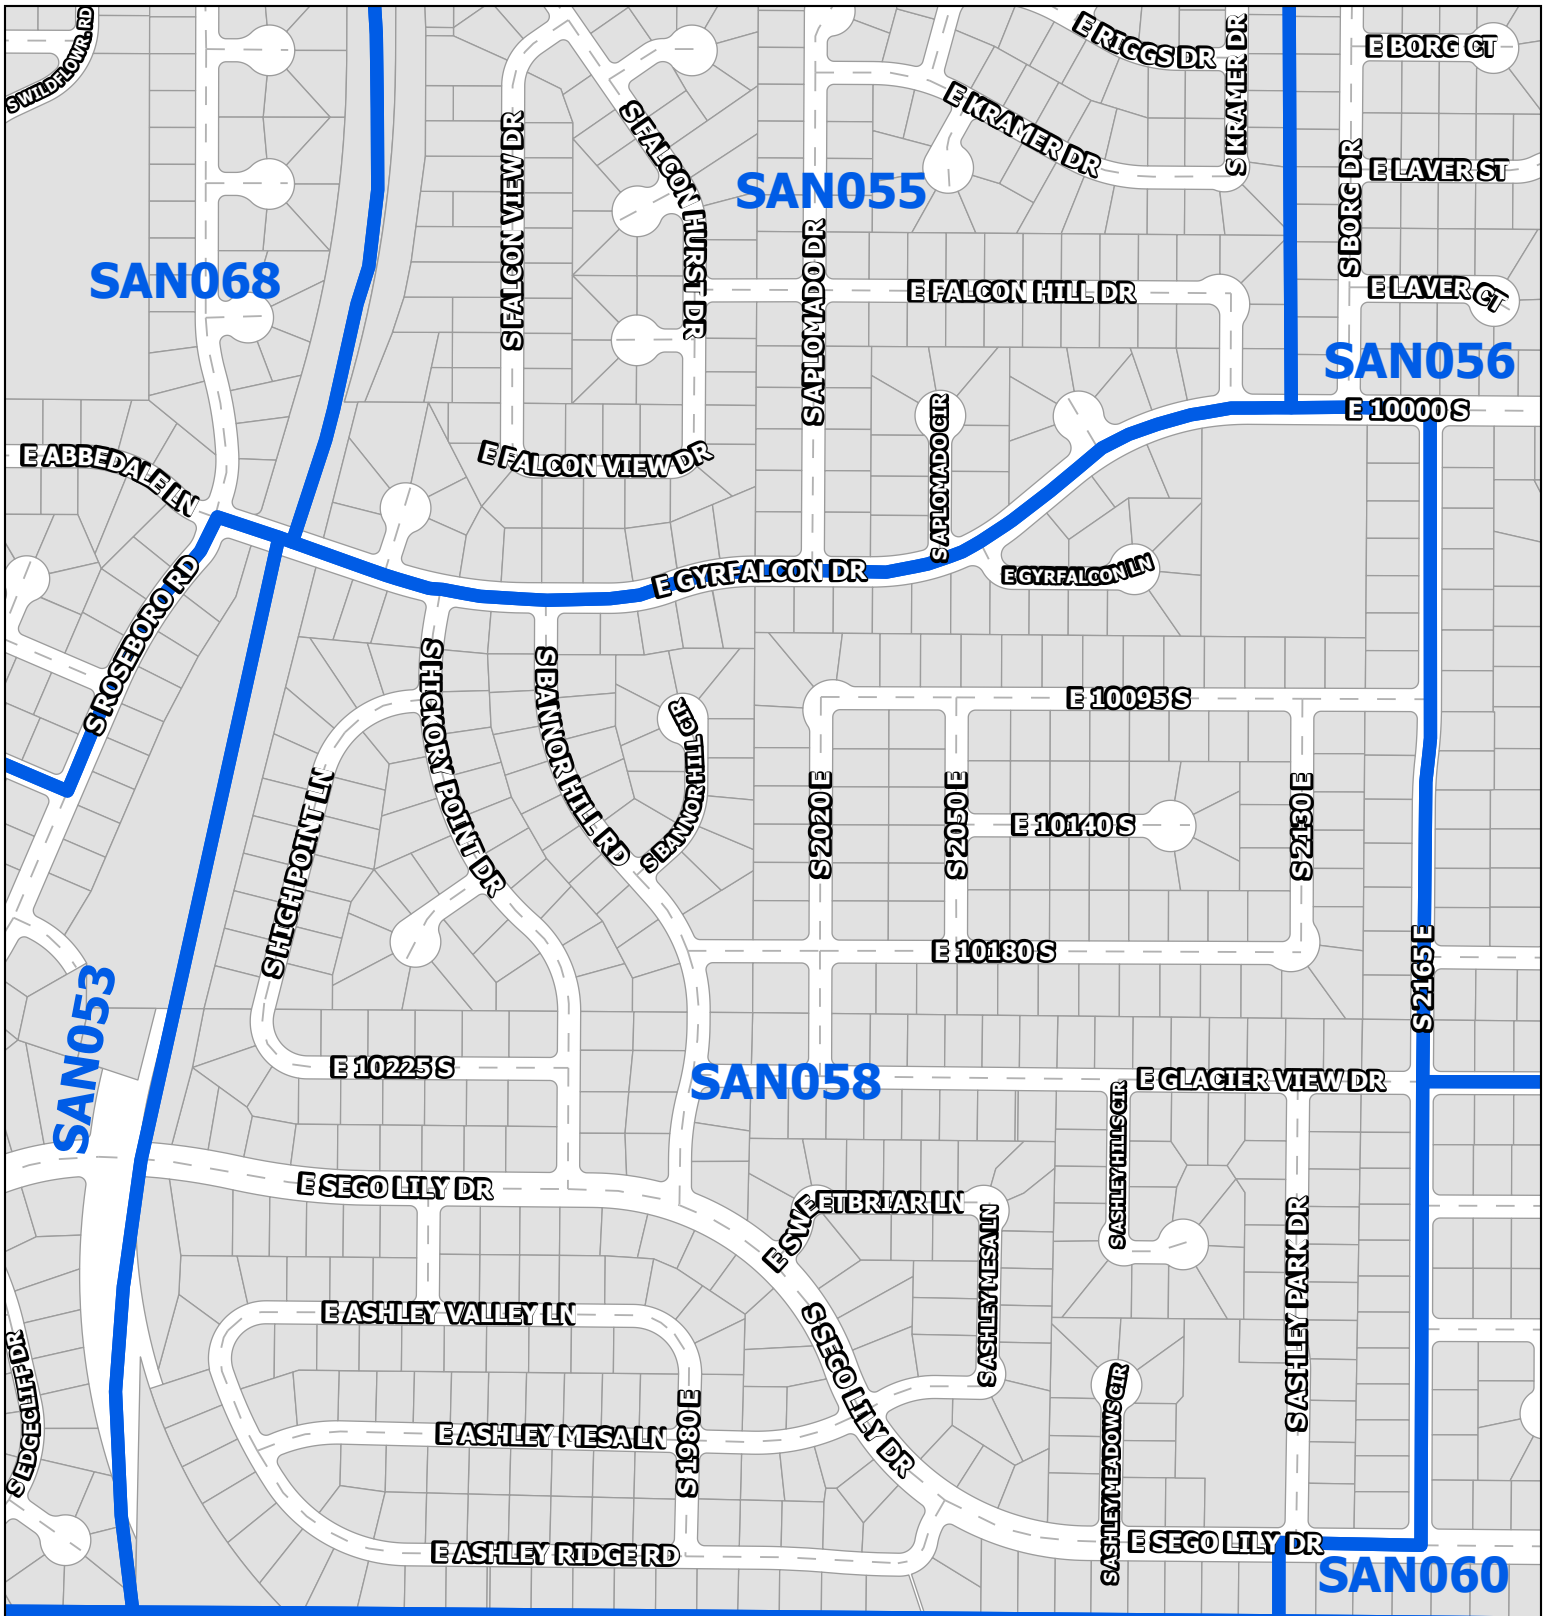 S WILDFLOWR. RD
E RIGGS DR
S KRAMER DR
E BORG CT
E KRAMER DR
S FALCON VIEW DR
S FALCON HURST DR
SAN055
S BORG DR
E LAVER ST
SAN068
S APLOMADO DR
E FALCON HILL DR
E LAVER CT
SAN056
E 10000 S
E ABBEDALE LN
E FALCON VIEW DR
S APLOMADO CIR
E GYRFALCON DR
E GYRFALCON LN
S ROSEBORO RD
S HICKORY POINT DR
S BANNOR HILL RD
S BANNOR HILL CIR
E 10095 S
S HIGH POINT LN
S 2020 E
S 2050 E
E 10140 S
S 2130 E
E 10180 S
S 2165 E
SAN053
E 10225 S
SAN058
E GLACIER VIEW DR
S ASHLEY HILLS CIR
E SEGO LILY DR
E SWEETBRIAR LN
S ASHLEY MESA LN
S ASHLEY PARK DR
E ASHLEY VALLEY LN
S SEGO LILY DR
S EDGECLIFF DR
S ASHLEY MEADOWS CIR
S 1980 E
E ASHLEY MESA LN
E ASHLEY RIDGE RD
E SEGO LILY DR
SAN060